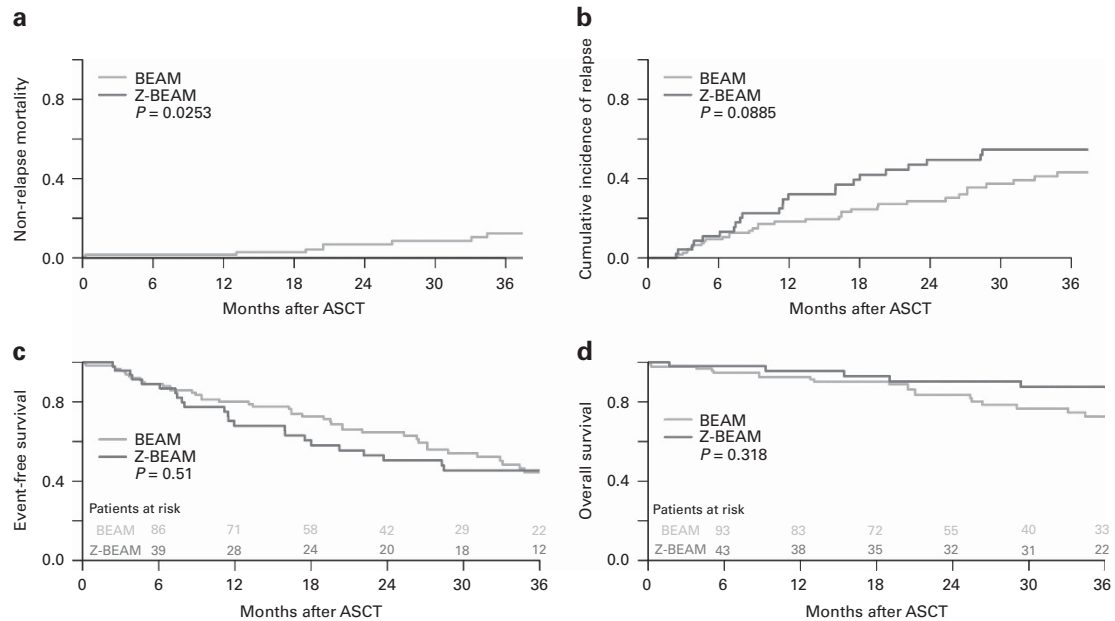 a
Non-relapse mortality
0.8
0.4
0.0
BEAM
Z-BEAM
P = 0.0253
0 6 12 18 24 30 36
Months after ASCT
b
Cumulative incidence of relapse
0.8
0.4
0.0
BEAM
Z-BEAM
P = 0.0885
0 6 12 18 24 30 36
Months after ASCT
c
Event-free survival
0.8
0.4
0.0
BEAM
Z-BEAM
P = 0.51
Patients at risk
BEAM 86 71 58 42 29 22
Z-BEAM 39 28 24 20 18 12
0 6 12 18 24 30 36
Months after ASCT
d
Overall survival
0.8
0.4
0.0
BEAM
Z-BEAM
P = 0.318
Patients at risk
BEAM 93 83 72 55 40 33
Z-BEAM 43 38 35 32 31 22
0 6 12 18 24 30 36
Months after ASCT